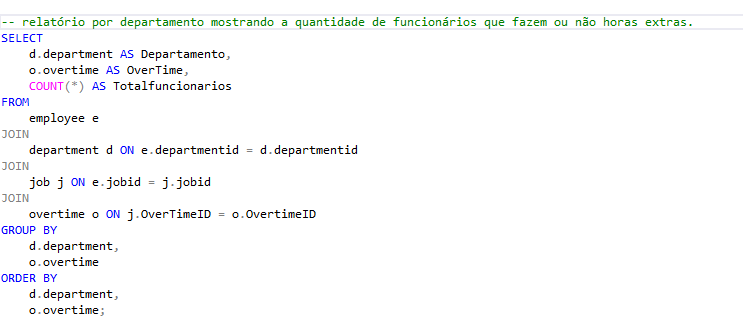 -- relatório por departamento mostrando a quantidade de funcionários que fazem ou não horas extras.
SELECT
    d.department AS Departamento,
    o.overtime AS OverTime,
    COUNT(*) AS Totalfuncionarios
FROM
    employee e
JOIN
    department d ON e.departmentid = d.departmentid
JOIN
    job j ON e.jobid = j.jobid
JOIN
    overtime o ON j.OverTimeID = o.OvertimeID
GROUP BY
    d.department,
    o.overtime
ORDER BY
    d.department,
    o.overtime;